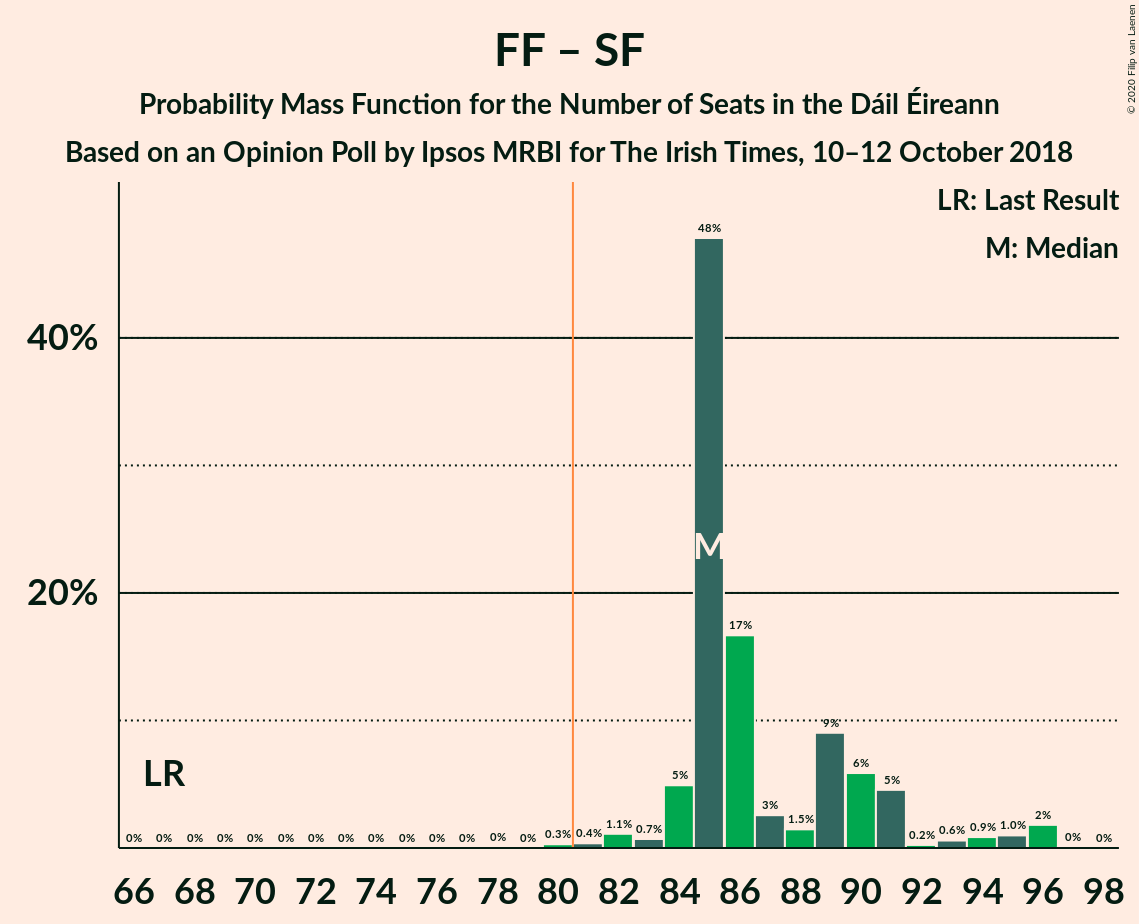 FF – SF
Probability Mass Function for the Number of Seats in the Dáil Éireann
Based on an Opinion Poll by Ipsos MRBI for The Irish Times, 10–12 October 2018
© 2020 Filip van Laenen
LR: Last Result
M: Median
48%
40%
M
17%
20%
9%
LR
5% 3% 1.5% 6% 5%
0% 0% 0% 0% 0% 0% 0% 0% 0% 0% 0% 0% 0% 0% 0.3% 0.4% 1.1% 0.7% 0.2% 0.6% 0.9% 1.0% 2% 0% 0%
66 68 70 72 74 76 78 80 82 84 86 88 90 92 94 96 98